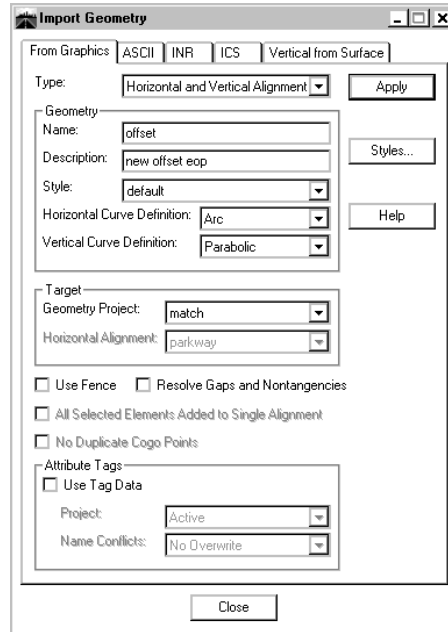 Import Geometry
From Graphics ASCII INR ICS Vertical from Surface
Type: Horizontal and Vertical Alignment Apply
Geometry
Name: offset
Description: new offset eop Styles...
Style: default
Horizontal Curve Definition: Arc Help
Vertical Curve Definition: Parabolic
Target
Geometry Project: match
Horizontal Alignment: parkway
Use Fence Resolve Gaps and Nontangencies
All Selected Elements Added to Single Alignment
No Duplicate Cogo Points
Attribute Tags
Use Tag Data
Project: Active
Name Conflicts: No Overwrite
Close